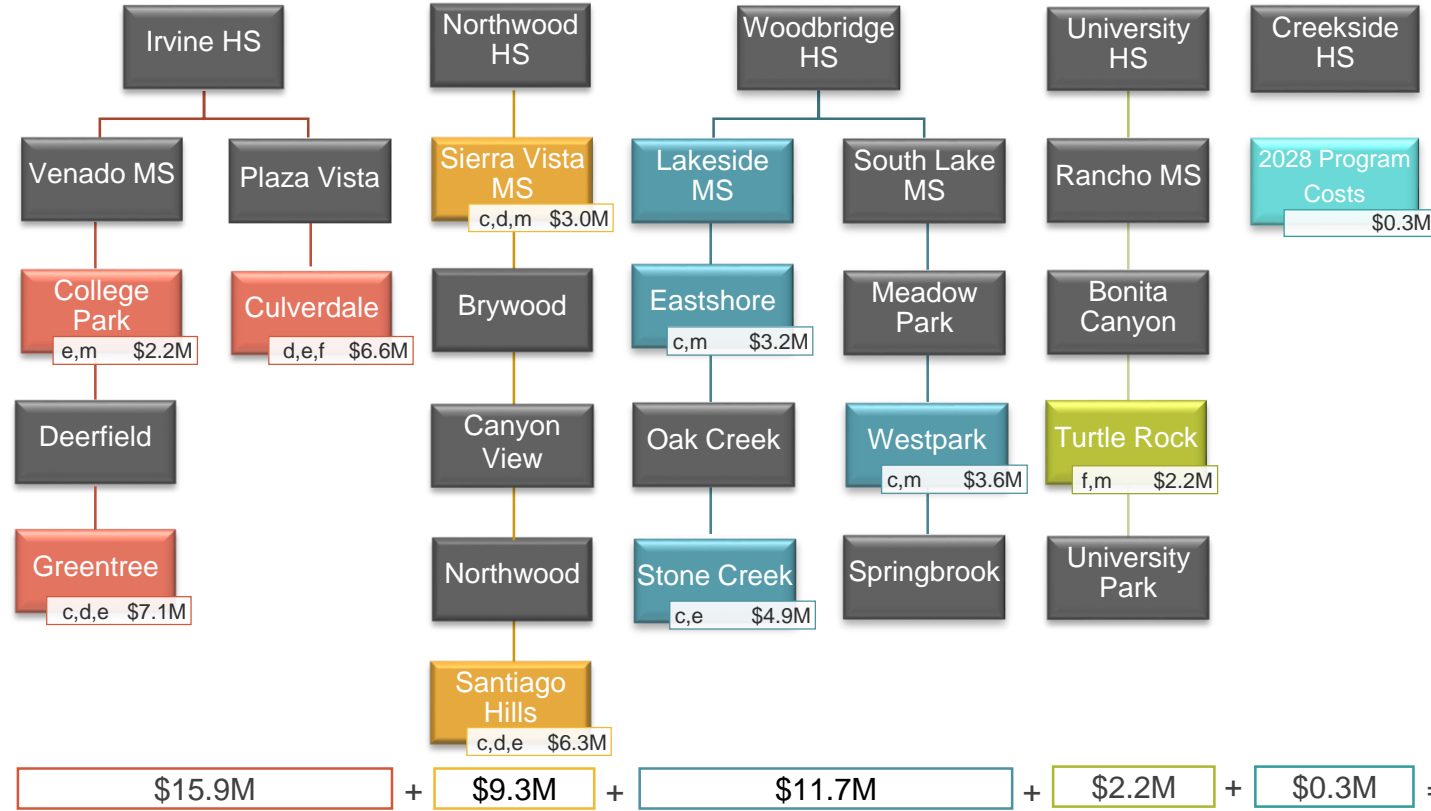 Irvine HS
Northwood
HS
Woodbridge
HS
University
HS
Creekside
HS
Venado MS
Plaza Vista
Sierra Vista
MS
c,d,m $3.0M
Lakeside
MS
South Lake
MS
Rancho MS
2028 Program
Costs
$0.3M
College
Park
e,m $2.2M
Culverdale
d,e,f $6.6M
Brywood
Eastshore
c,m $3.2M
Meadow
Park
Bonita
Canyon
Deerfield
Canyon
View
Oak Creek
Westpark
c,m $3.6M
Turtle Rock
f,m $2.2M
Greentree
c,d,e $7.1M
Northwood
Stone Creek
c,e $4.9M
Springbrook
University
Park
Santiago
Hills
c,d,e $6.3M
$15.9M + $9.3M + $11.7M + $2.2M + $0.3M =